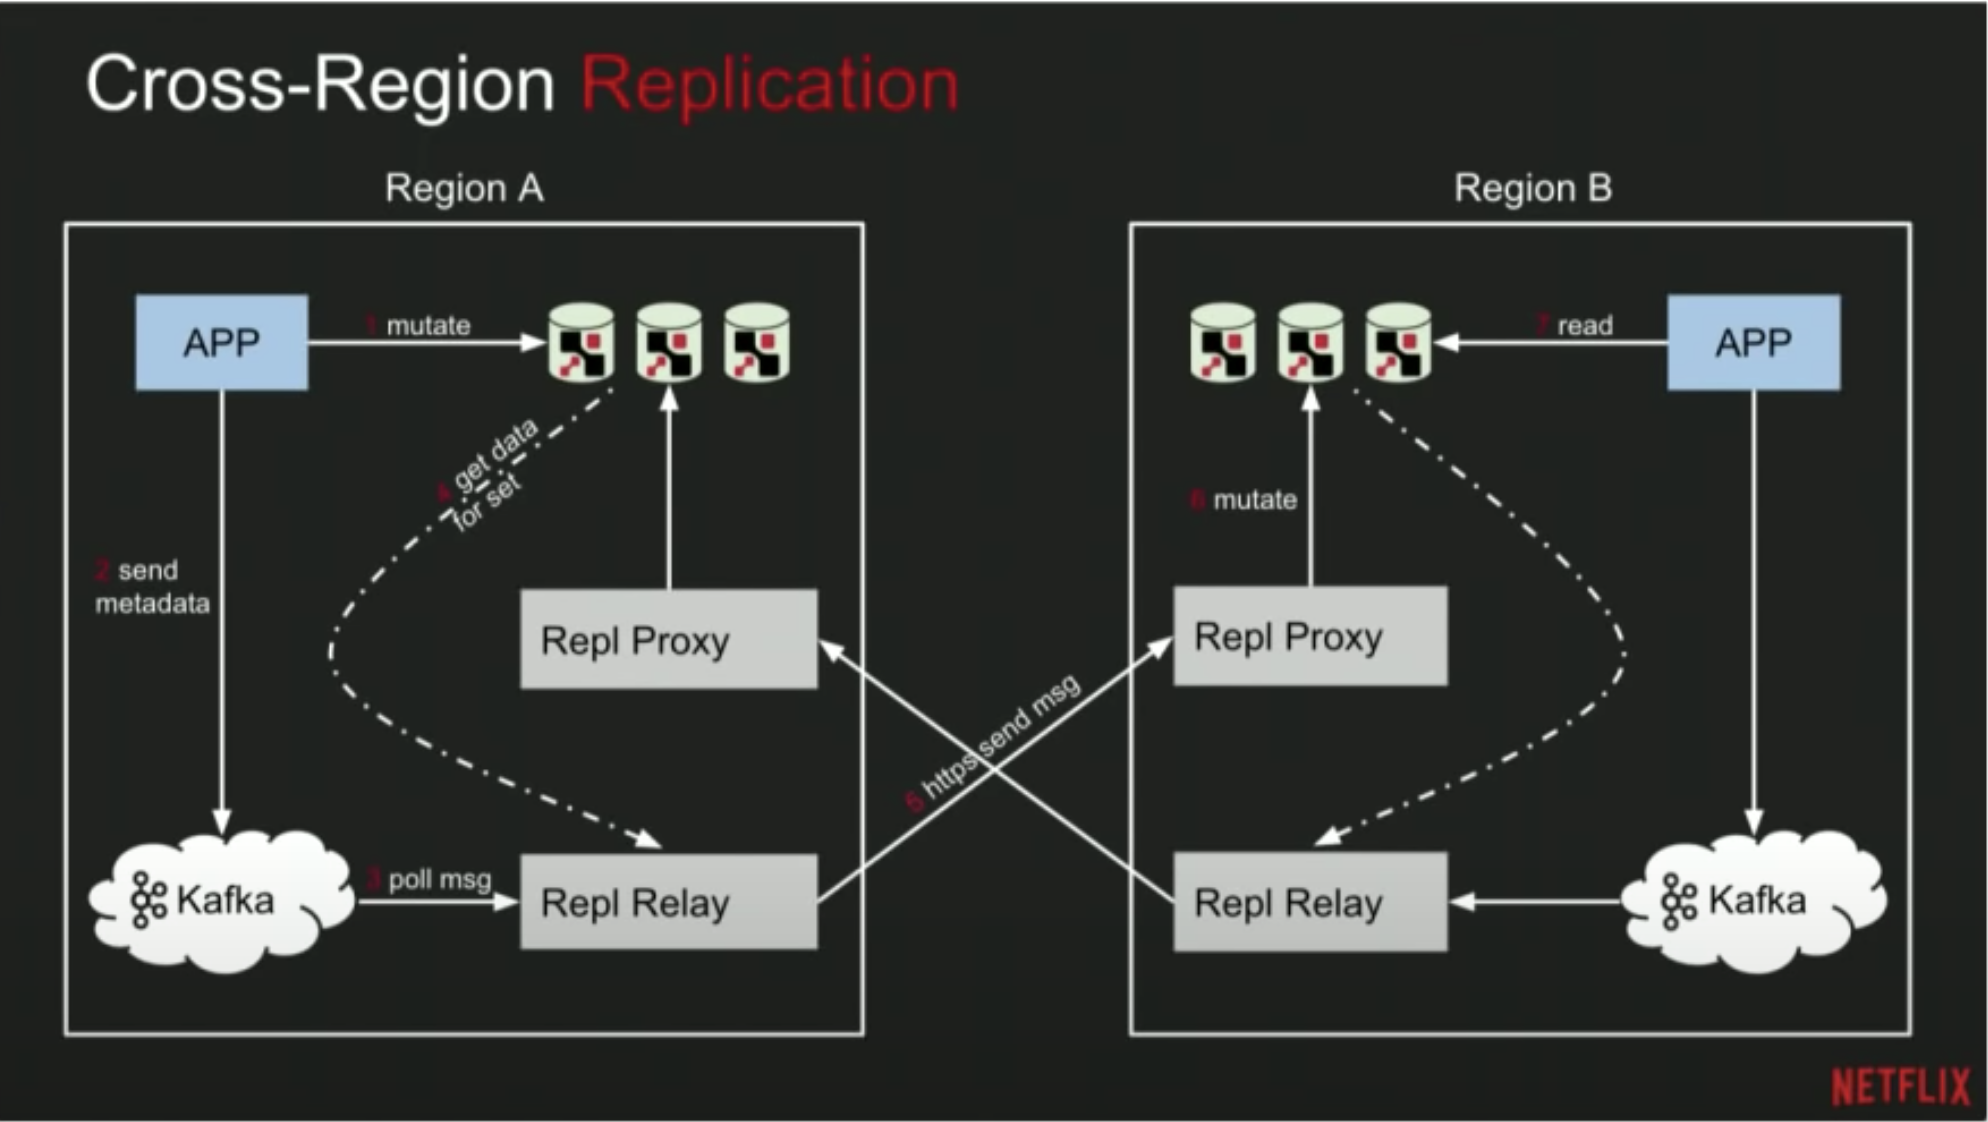 Cross-Region Replication
Region A
Region B
APP
1 mutate
7 read
APP
4 get data
for set
6 mutate
2 send
metadata
Repl Proxy
Repl Proxy
5 https send msg
Kafka
3 poll msg
Repl Relay
Repl Relay
Kafka
NETFLIX